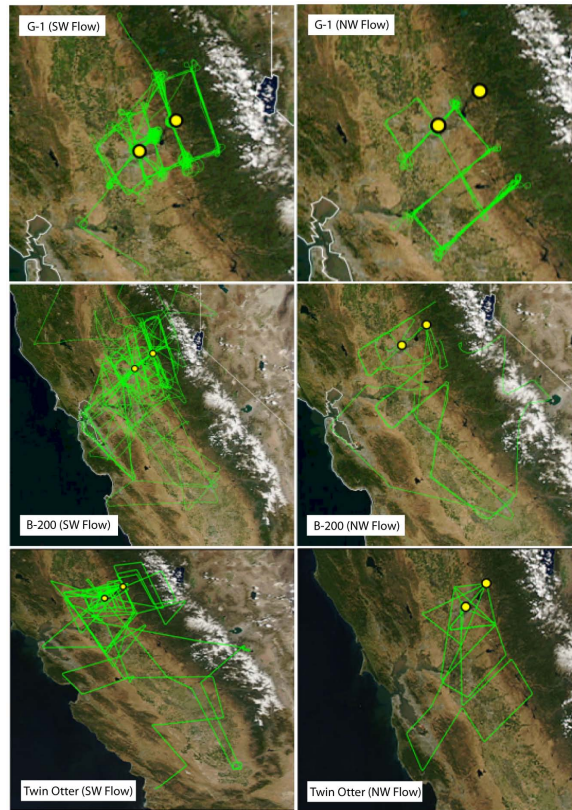 G-1 (SW Flow)
G-1 (NW Flow)
B-200 (SW Flow)
B-200 (NW Flow)
Twin Otter (SW Flow)
Twin Otter (NW Flow)